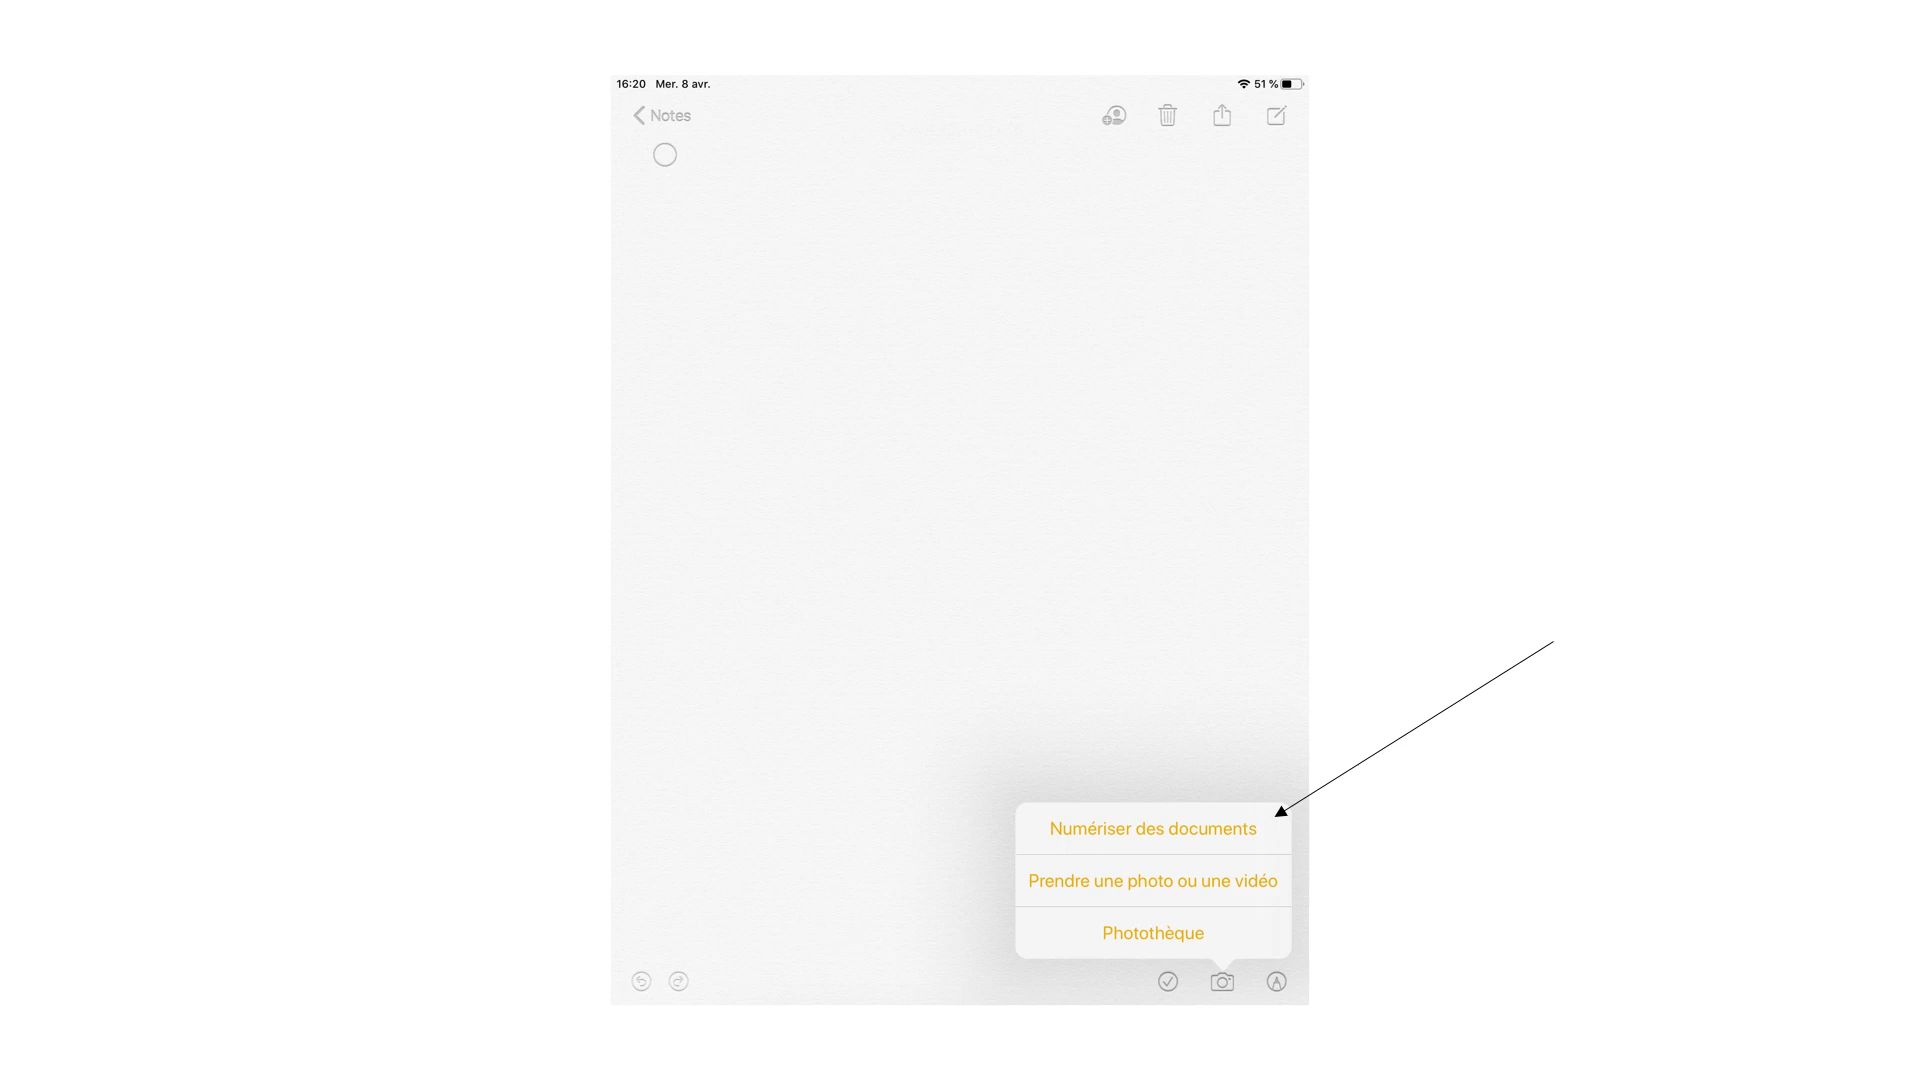 16:20 Mer. 8 avr. 51 %
Notes
Numériser des documents
Prendre une photo ou une vidéo
Photothèque